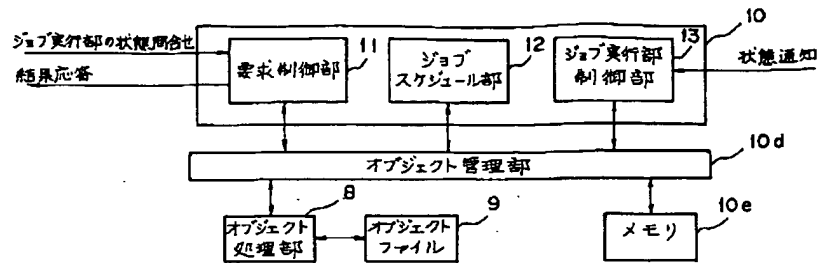 ジョブ実行部の状態問合せ
結果応答
要求制御部
11
ジョブ
スケジュール部
12
ジョブ実行部
制御部
13
10
状態通知
オブジェクト管理部
10d
オブジェクト
処理部
8
オブジェクト
ファイル
9
メモリ
10e